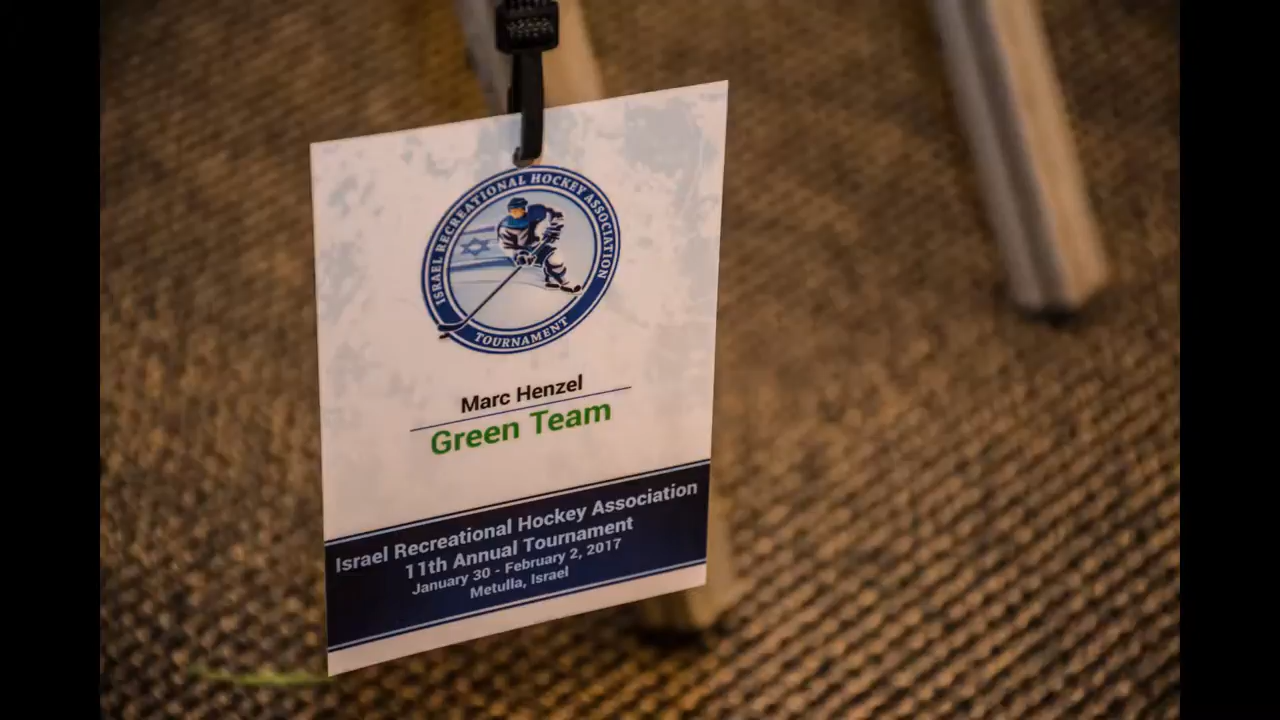 ISRAEL RECREATIONAL HOCKEY ASSOCIATION
TOURNAMENT
Marc Henzel
Green Team
Israel Recreational Hockey Association
11th Annual Tournament
January 30 - February 2, 2017
Metulla, Israel